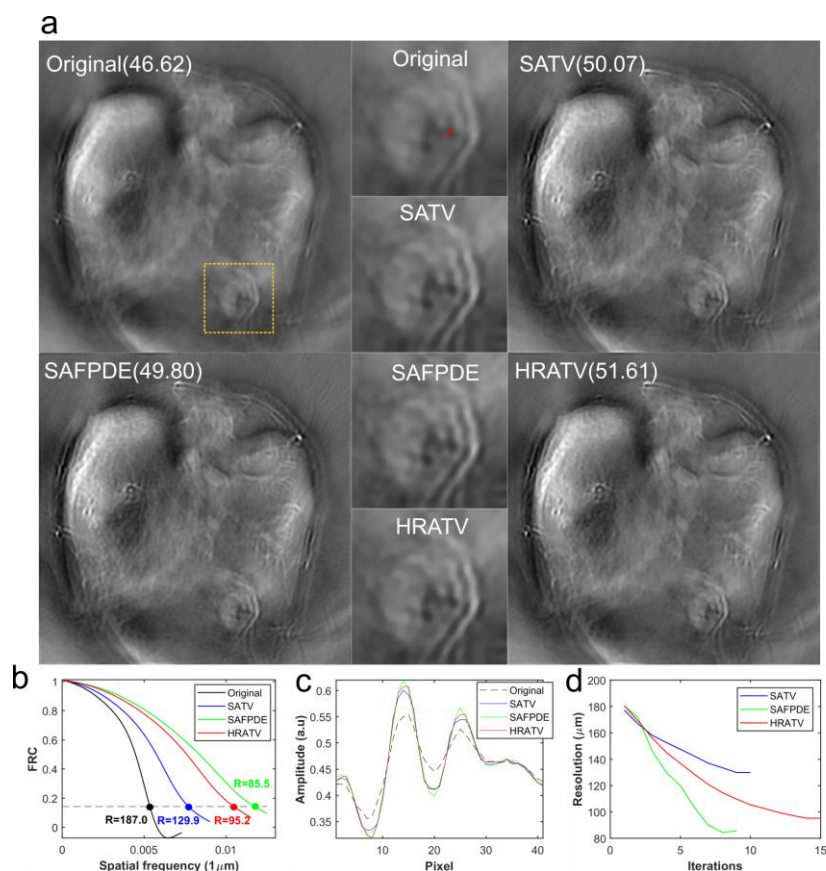 a
Original(46.62)
Original
SATV(50.07)
SATV
SAFPDE(49.80)
SAFPDE
HRATV(51.61)
HRATV
b
FRC
1
0.8
0.6
0.4
0.2
0
Original
SATV
SAFPDE
HRATV
R=85.5
R=187.0
R=129.9
R=95.2
0
0.005
0.01
Spatial frequency (1μm)
c
Amplitude (a.u)
0.6
0.55
0.5
0.45
0.4
0.35
Original
SATV
SAFPDE
HRATV
10
20
30
40
Pixel
d
Resolution (μm)
200
180
160
140
120
100
80
SATV
SAFPDE
HRATV
0
5
10
15
Iterations